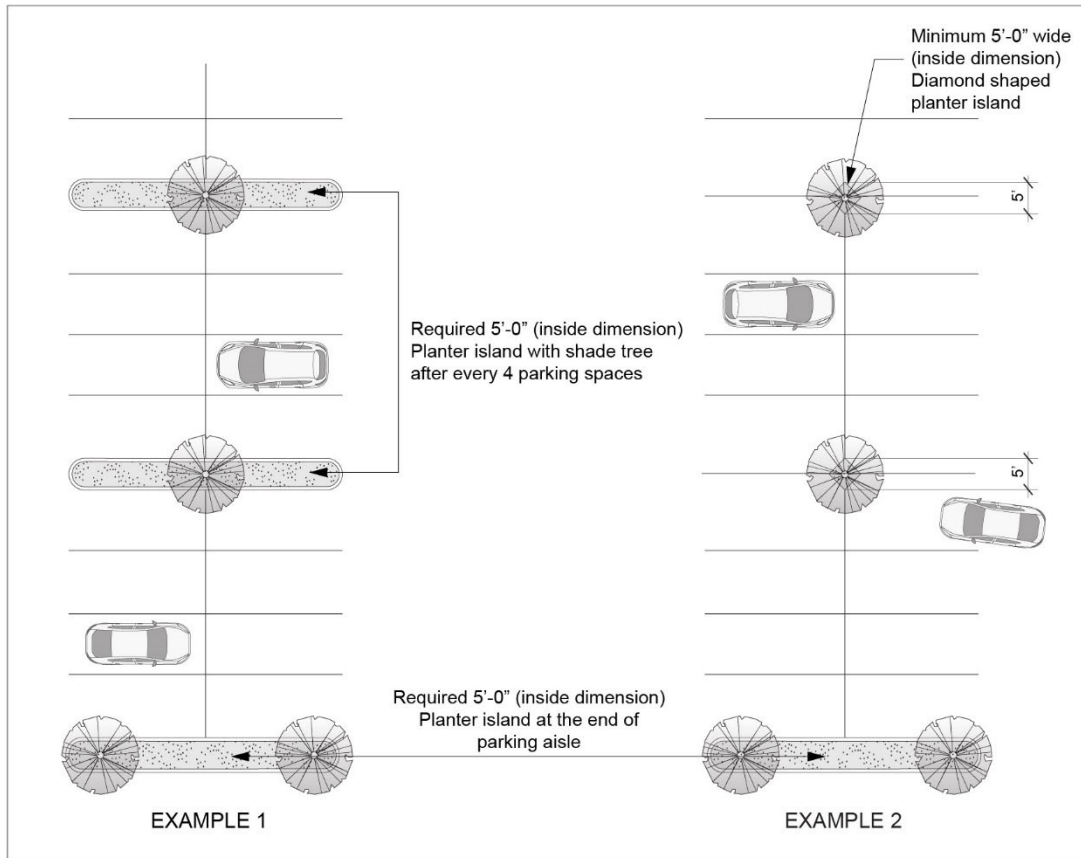 Minimum 5'-0” wide
(inside dimension)
Diamond shaped
planter island
5'
Required 5'-0” (inside dimension)
Planter island with shade tree
after every 4 parking spaces
5'
Required 5'-0” (inside dimension)
Planter island at the end of
parking aisle
EXAMPLE 1
EXAMPLE 2